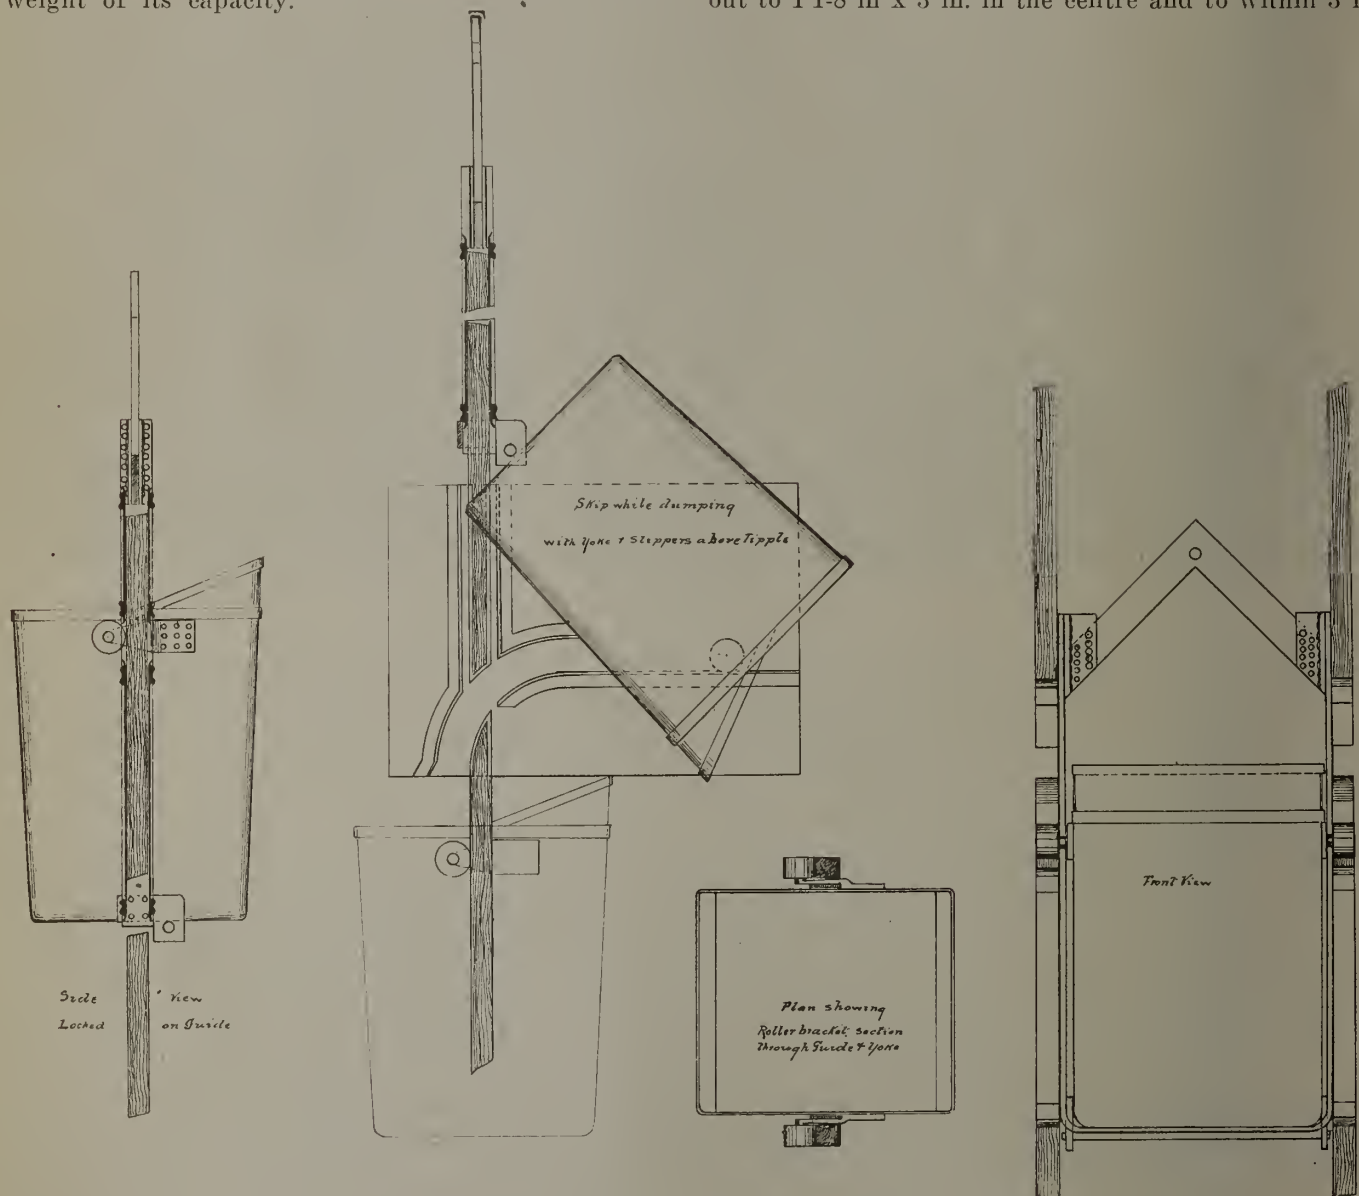 weight of its capacity.
out to 1 1-8 in x 3 in. in the centre and to within 3
Skip while dumping
with Yoke & Slippers above Tipple
Side View
Locked on Guide
Plan showing
Roller bracket, section
through Guide & Yoke
Front View